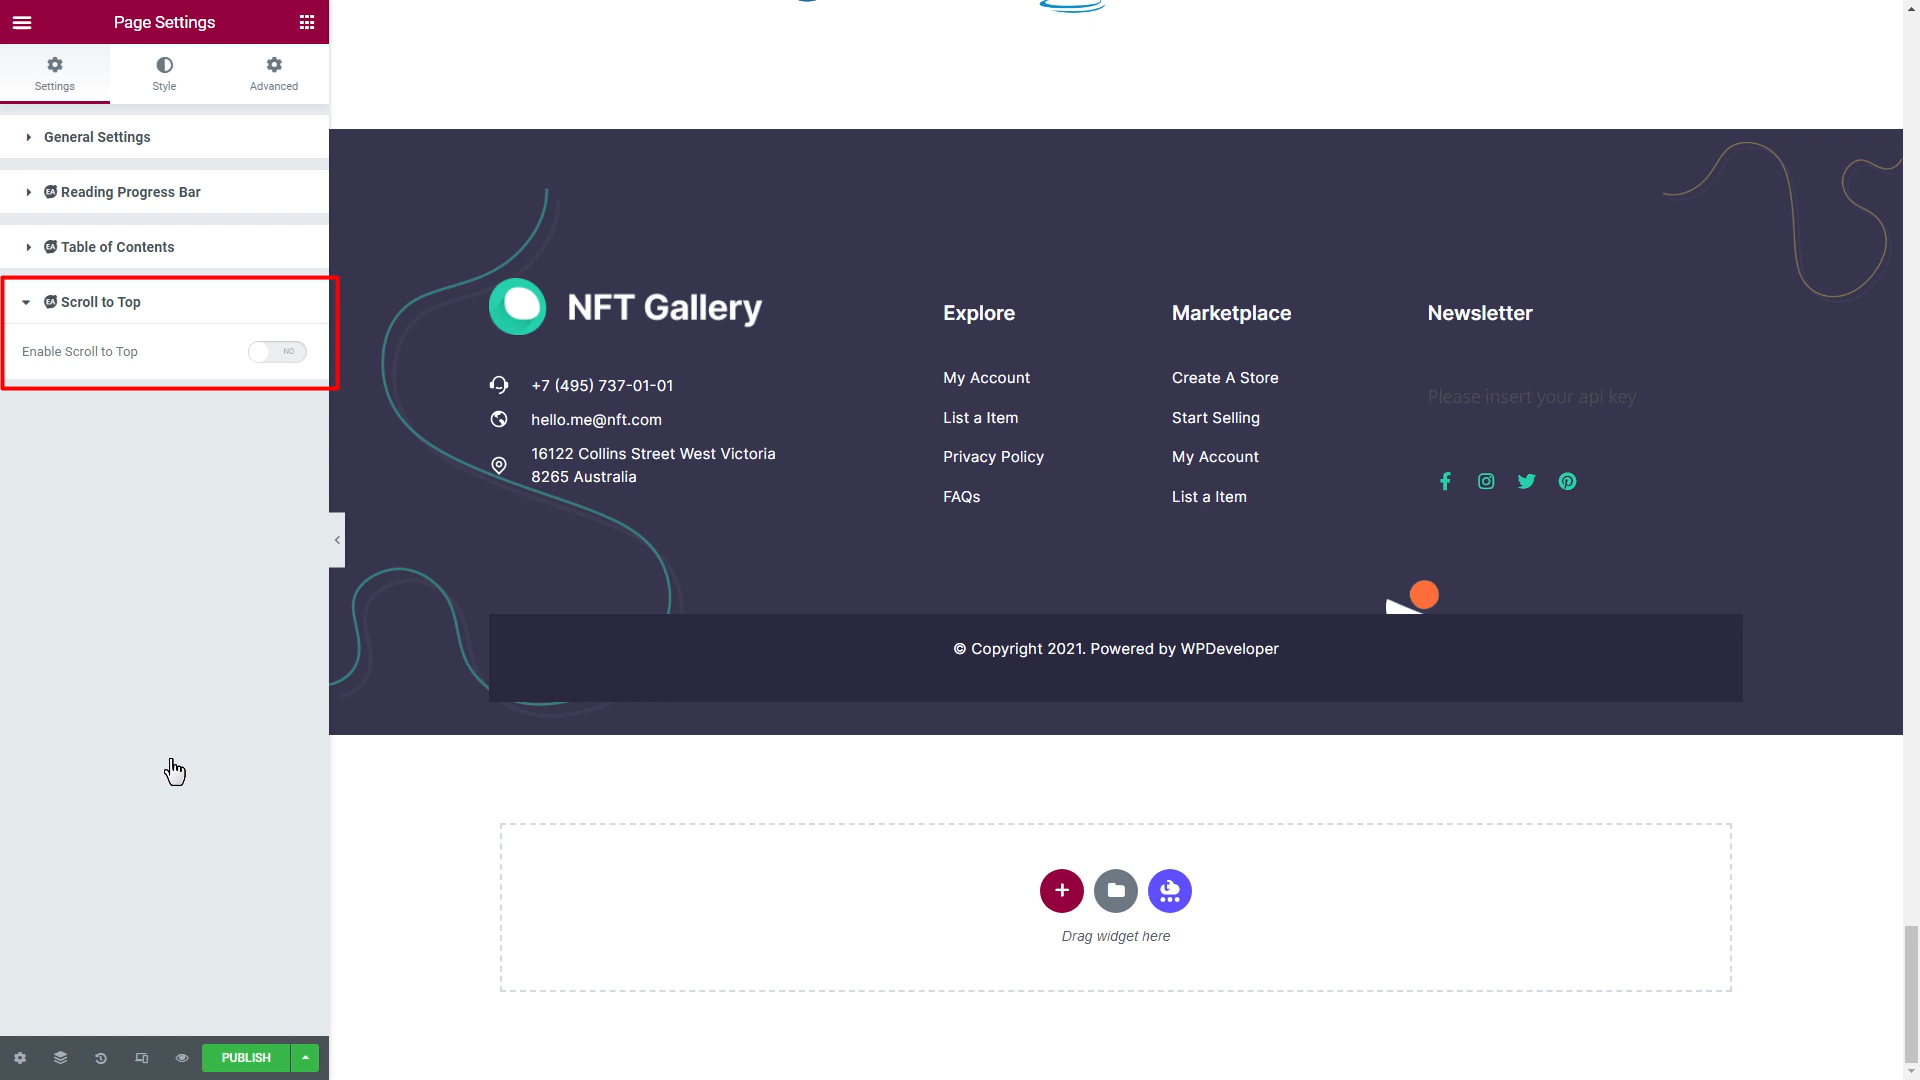 Page Settings
Settings
Style
Advanced
General Settings
EA Reading Progress Bar
EA Table of Contents
EA Scroll to Top
Enable Scroll to Top
NO
PUBLISH
NFT Gallery
+7 (495) 737-01-01
hello.me@nft.com
16122 Collins Street West Victoria
8265 Australia
Explore
My Account
List a Item
Privacy Policy
FAQs
Marketplace
Create A Store
Start Selling
My Account
List a Item
Newsletter
Please insert your api key
© Copyright 2021. Powered by WPDeveloper
Drag widget here